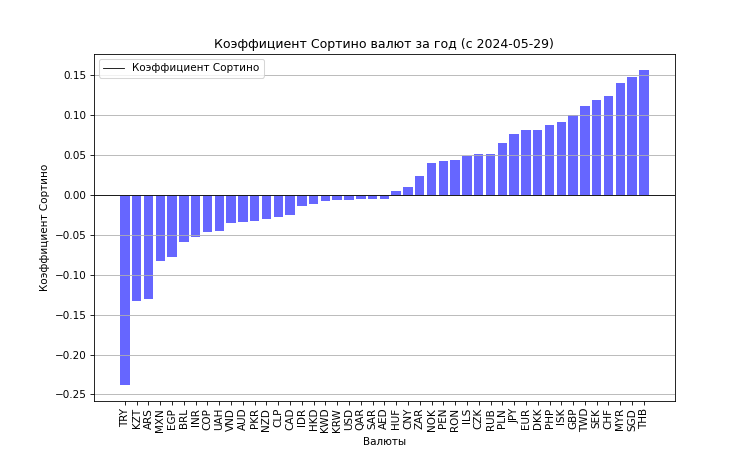 Коэффициент Сортино валют за год (с 2024-05-29)
Коэффициент Сортино
0.15
0.10
0.05
0.00
−0.05
−0.10
−0.15
−0.20
−0.25
Коэффициент Сортино
TRY KZT ARS MXN EGP BRL INR COP UAH VND AUD PKR NZD CLP CAD IDR HKD KWD KRW USD QAR SAR AED HUF CNY ZAR NOK PEN RON ILS CZK RUB PLN JPY EUR DKK PHP ISK GBP TWD SEK CHF MYR SGD THB
Валюты